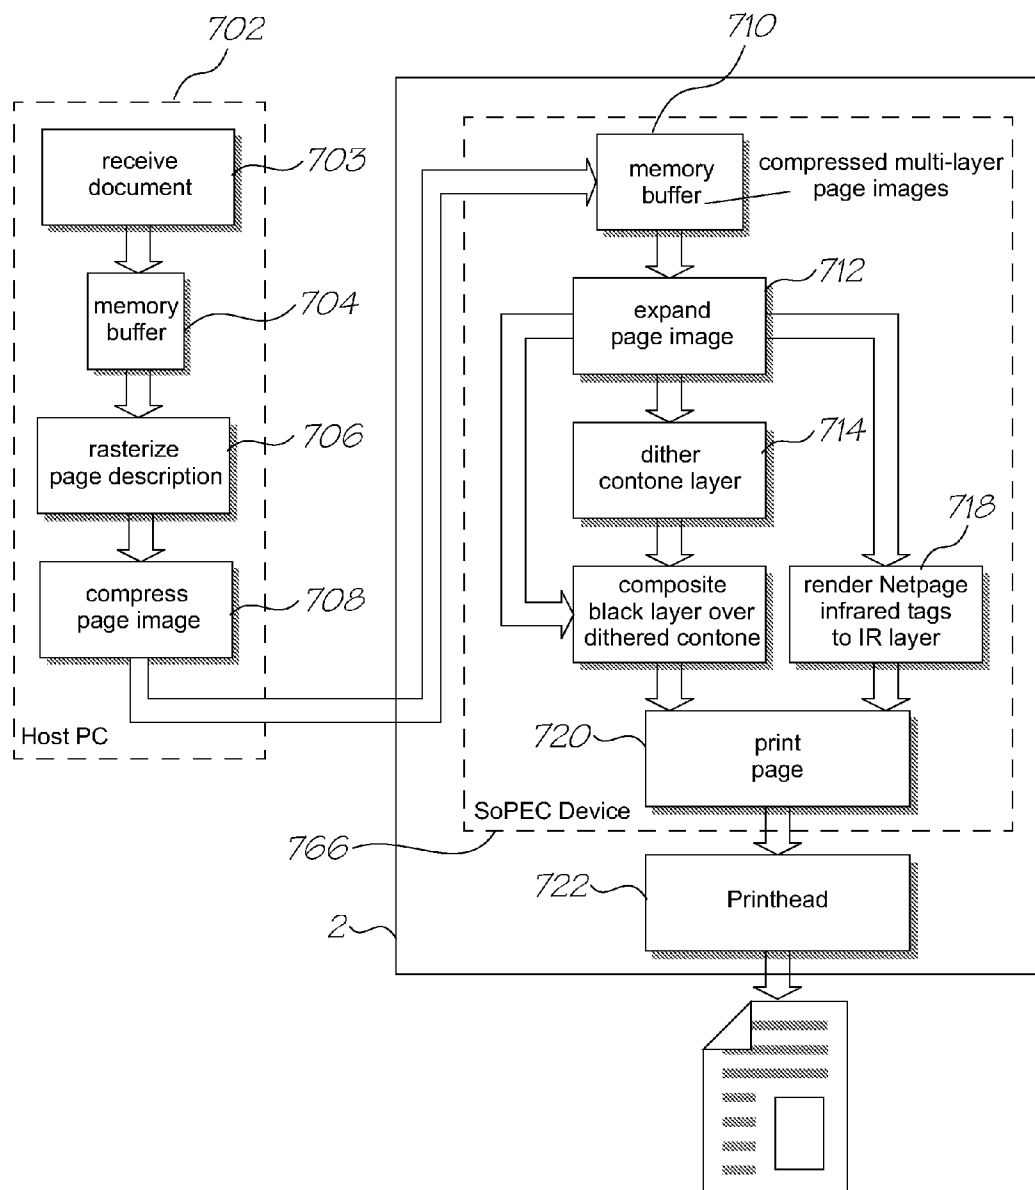 702
receive
document
703
memory
buffer
704
rasterize
page description
706
compress
page image
708
Host PC
710
memory
buffer
compressed multi-layer
page images
expand
page image
712
dither
contone layer
714
composite
black layer over
dithered contone
718
render Netpage
infrared tags
to IR layer
print
page
720
SoPEC Device
766
Printhead
722
2